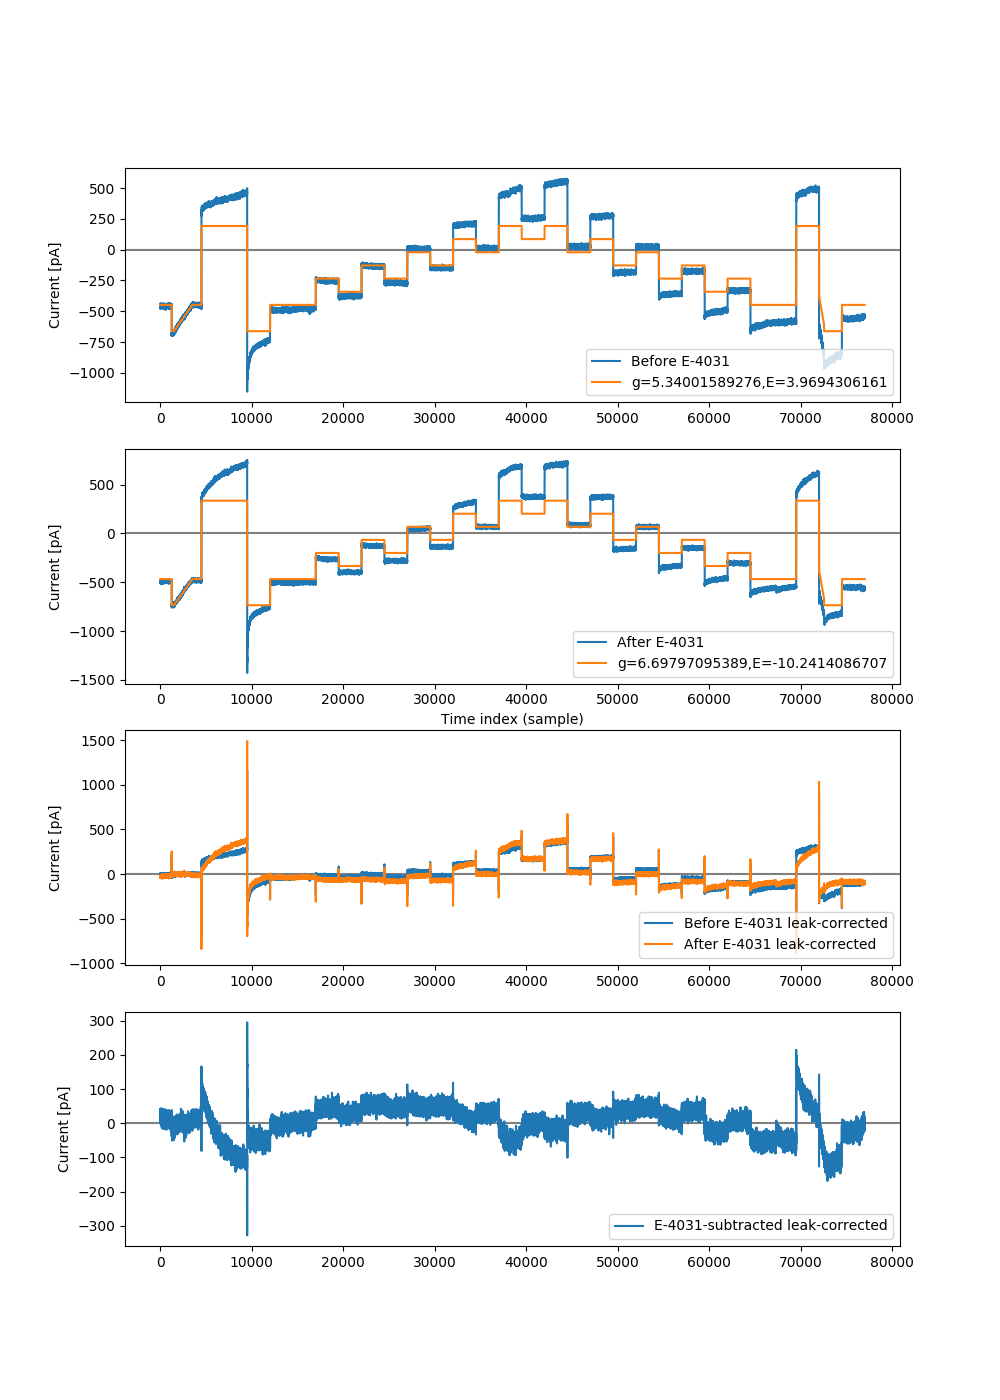 500
250
0
−250
−500
−750
−1000
Current [pA]
Before E-4031
g=5.34001589276,E=3.9694306161
0 10000 20000 30000 40000 50000 60000 70000 80000
500
0
−500
−1000
−1500
Current [pA]
After E-4031
g=6.69797095389,E=-10.2414086707
0 10000 20000 30000 40000 50000 60000 70000 80000
Time index (sample)
1500
1000
500
0
−500
−1000
Current [pA]
Before E-4031 leak-corrected
After E-4031 leak-corrected
0 10000 20000 30000 40000 50000 60000 70000 80000
300
200
100
0
−100
−200
−300
Current [pA]
E-4031-subtracted leak-corrected
0 10000 20000 30000 40000 50000 60000 70000 80000